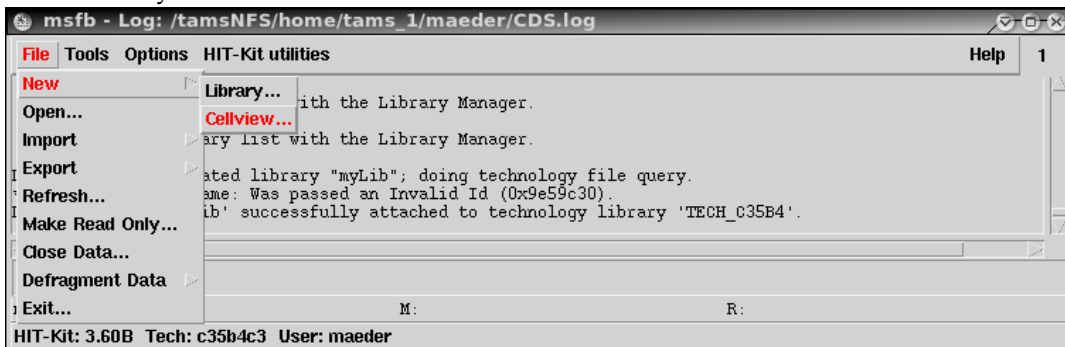 msfb - Log: /tamsNFS/home/tams_1/maeder/CDS.log
File Tools Options HIT-Kit utilities Help 1
New
Library...
Cellview...
Open...
Import
Export
Refresh...
Make Read Only...
Close Data...
Defragment Data
Exit...
ith the Library Manager.
ary list with the Library Manager.
ated library "myLib"; doing technology file query.
ame: Was passed an Invalid Id (0x9e59c30).
ib' successfully attached to technology library 'TECH_C35B4'.
M: R:
HIT-Kit: 3.60B Tech: c35b4c3 User: maeder